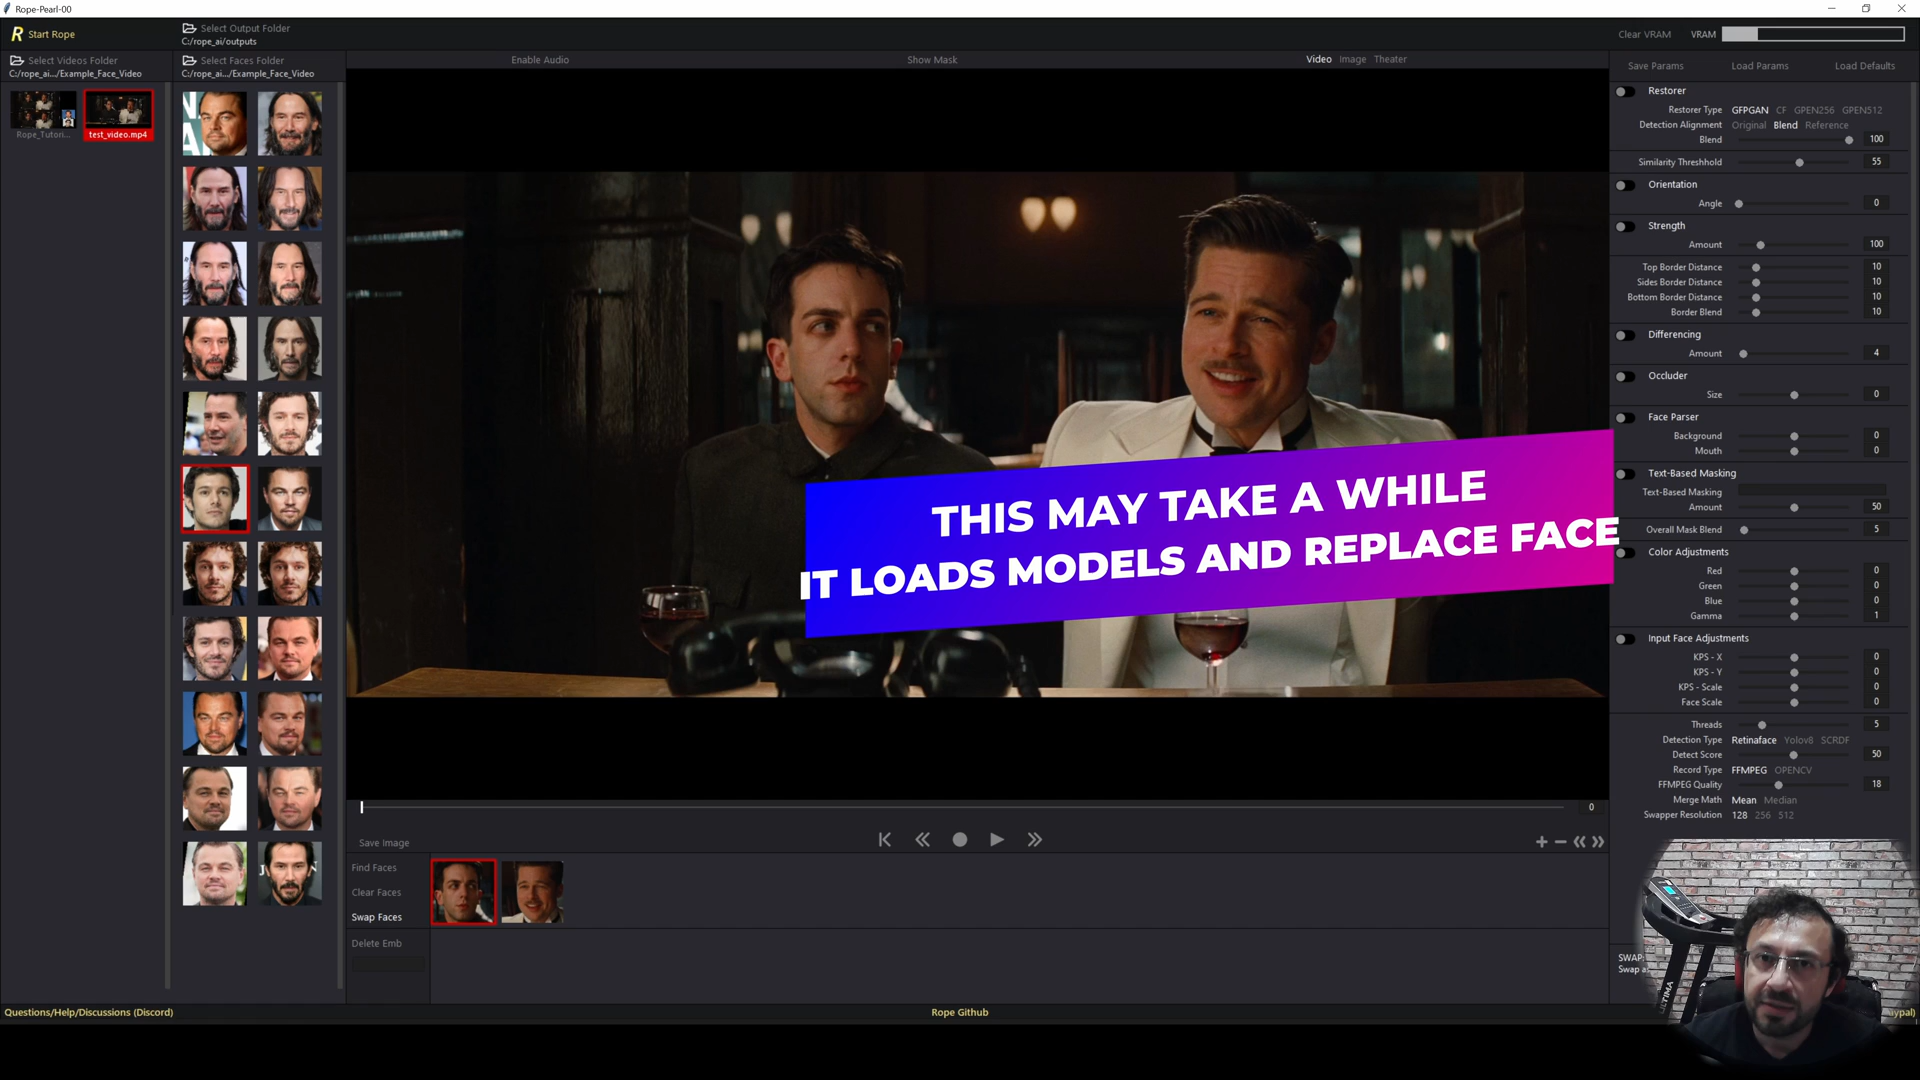 Rope-Pearl-00
R Start Rope
Select Output Folder
C:/rope_ai/outputs
Clear VRAM VRAM
Select Videos Folder
C:/rope_ai.../Example_Face_Video
Select Faces Folder
C:/rope_ai.../Example_Face_Video
Enable Audio
Show Mask
Video Image Theater
Save Params Load Params Load Defaults
Rope_Tutori...
test_video.mp4
Restorer
Restorer Type GFPGAN CF GPEN256 GPEN512
Detection Alignment Original Blend Reference
Blend 100
Similarity Threshhold 55
Orientation
Angle 0
Strength
Amount 100
Top Border Distance 10
Sides Border Distance 10
Bottom Border Distance 10
Border Blend 10
Differencing
Amount 4
Occluder
Size 0
Face Parser
Background 0
Mouth 0
Text-Based Masking
Text-Based Masking
Amount 50
Overall Mask Blend 5
Color Adjustments
Red 0
Green 0
Blue 0
Gamma 1
Input Face Adjustments
KPS - X 0
KPS - Y 0
KPS - Scale 0
Face Scale 0
Threads 5
Detection Type Retinaface Yolov8 SCRDF
Detect Score 50
Record Type FFMPEG OPENCV
FFMPEG Quality 18
Merge Math Mean Median
Swapper Resolution 128 256 512
THIS MAY TAKE A WHILE
IT LOADS MODELS AND REPLACE FACE
0
Save Image
Find Faces
Clear Faces
Swap Faces
Delete Emb
SWAP:
Swap
ULTIMA
Questions/Help/Discussions (Discord)
Rope Github